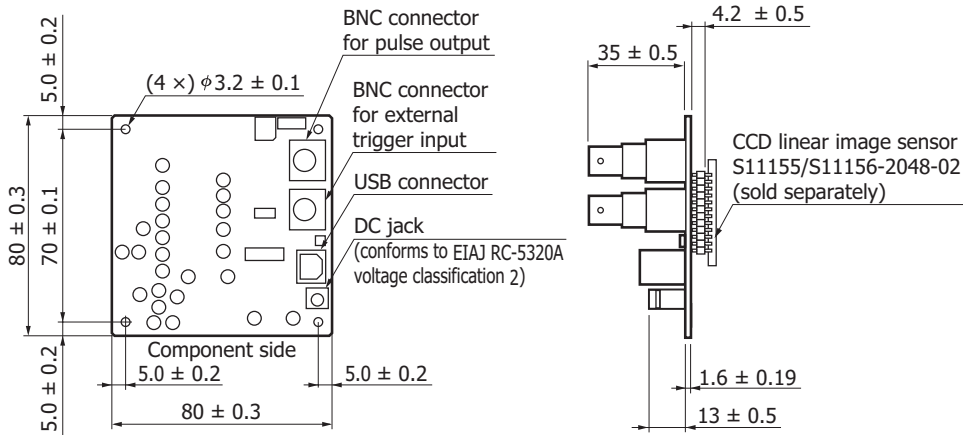 BNC connector
for pulse output
(4 ×) φ3.2 ± 0.1
BNC connector
for external
trigger input
USB connector
DC jack
(conforms to EIAJ RC-5320A
voltage classification 2)
5.0 ± 0.2
80 ± 0.3
70 ± 0.1
5.0 ± 0.2
Component side
5.0 ± 0.2
5.0 ± 0.2
80 ± 0.3
4.2 ± 0.5
35 ± 0.5
CCD linear image sensor
S11155/S11156-2048-02
(sold separately)
1.6 ± 0.19
13 ± 0.5